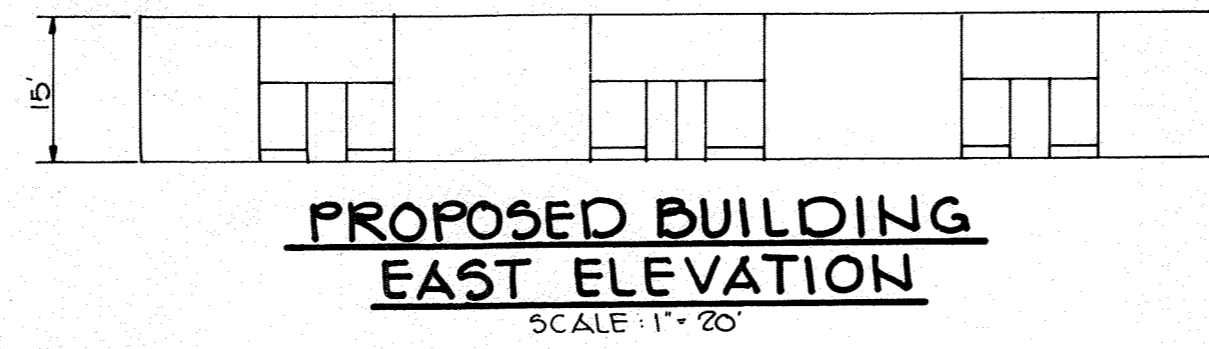 15'
PROPOSED BUILDING
EAST ELEVATION
SCALE : 1" = 20'